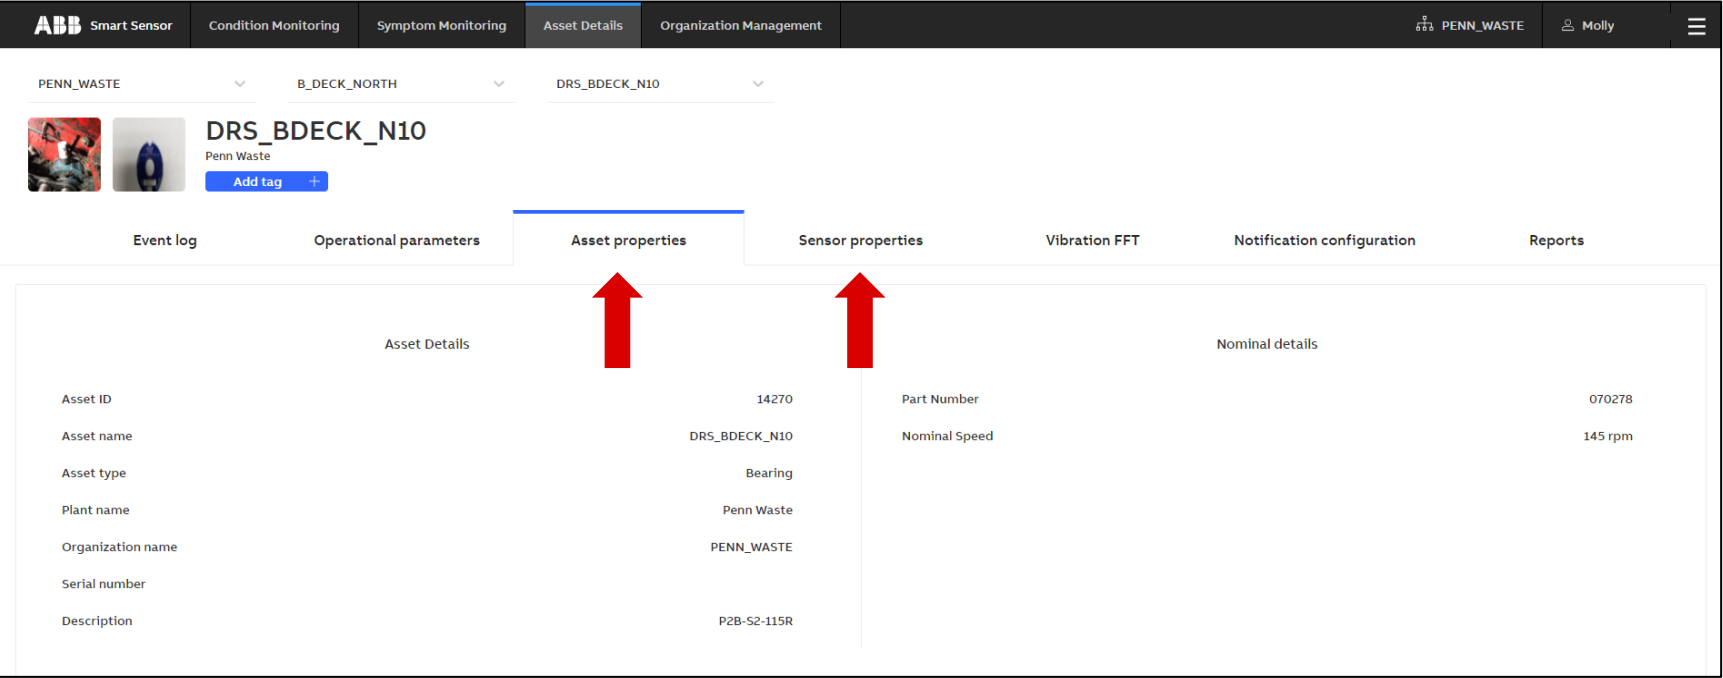 ABB Smart Sensor Condition Monitoring Symptom Monitoring Asset Details Organization Management PENN_WASTE Molly
PENN_WASTE B_DECK_NORTH DRS_BDECK_N10
DRS_BDECK_N10
Penn Waste
Add tag +
Event log Operational parameters Asset properties Sensor properties Vibration FFT Notification configuration Reports
Asset Details
Asset ID 14270
Asset name DRS_BDECK_N10
Asset type Bearing
Plant name Penn Waste
Organization name PENN_WASTE
Serial number
Description P2B-S2-115R
Nominal details
Part Number 070278
Nominal Speed 145 rpm